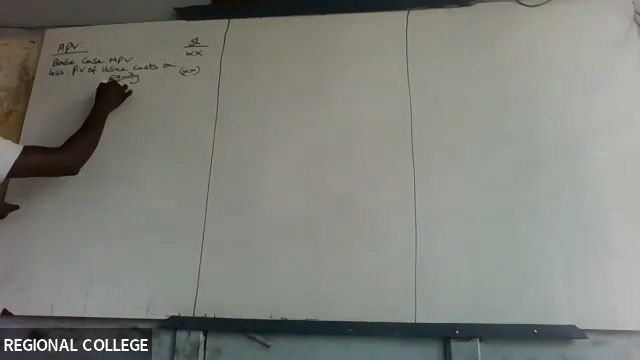 APV:
$
Base Case NPV XX
Less: PV of issue costs on (XX)
equity
REGIONAL COLLEGE